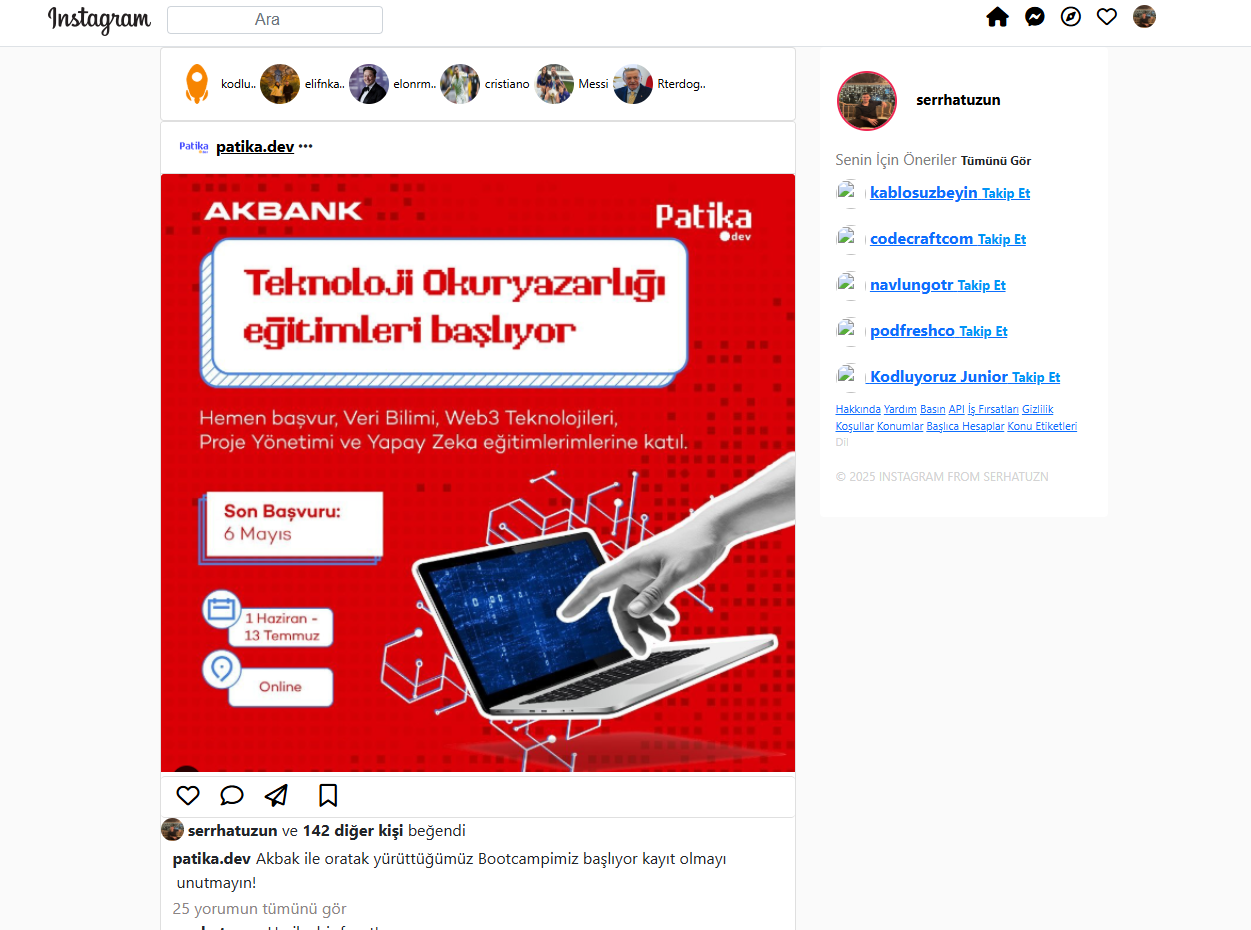 Instagram
Ara
kodlu.. elifnka.. elonrm.. cristiano Messi Rterdog..
Patika patika.dev •••
AKBANK
Patika
dev
Teknoloji Okuryazarlığı
eğitimleri başlıyor
Hemen başvur, Veri Bilimi, Web3 Teknolojileri,
Proje Yönetimi ve Yapay Zeka eğitimlerimlerine katıl.
Son Başvuru:
6 Mayıs
1 Haziran -
13 Temmuz
Online
serrhatuzun ve 142 diğer kişi beğendi
patika.dev Akbak ile oratak yürüttüğümüz Bootcampimiz başlıyor kayıt olmayı
unutmayın!
25 yorumun tümünü gör
serrhatuzun
Senin İçin Öneriler Tümünü Gör
kablosuzbeyin Takip Et
codecraftcom Takip Et
navlungotr Takip Et
podfreshco Takip Et
Kodluyoruz Junior Takip Et
Hakkında Yardım Basın API İş Fırsatları Gizlilik
Koşullar Konumlar Başlıca Hesaplar Konu Etiketleri
Dil
© 2025 INSTAGRAM FROM SERHATUZN